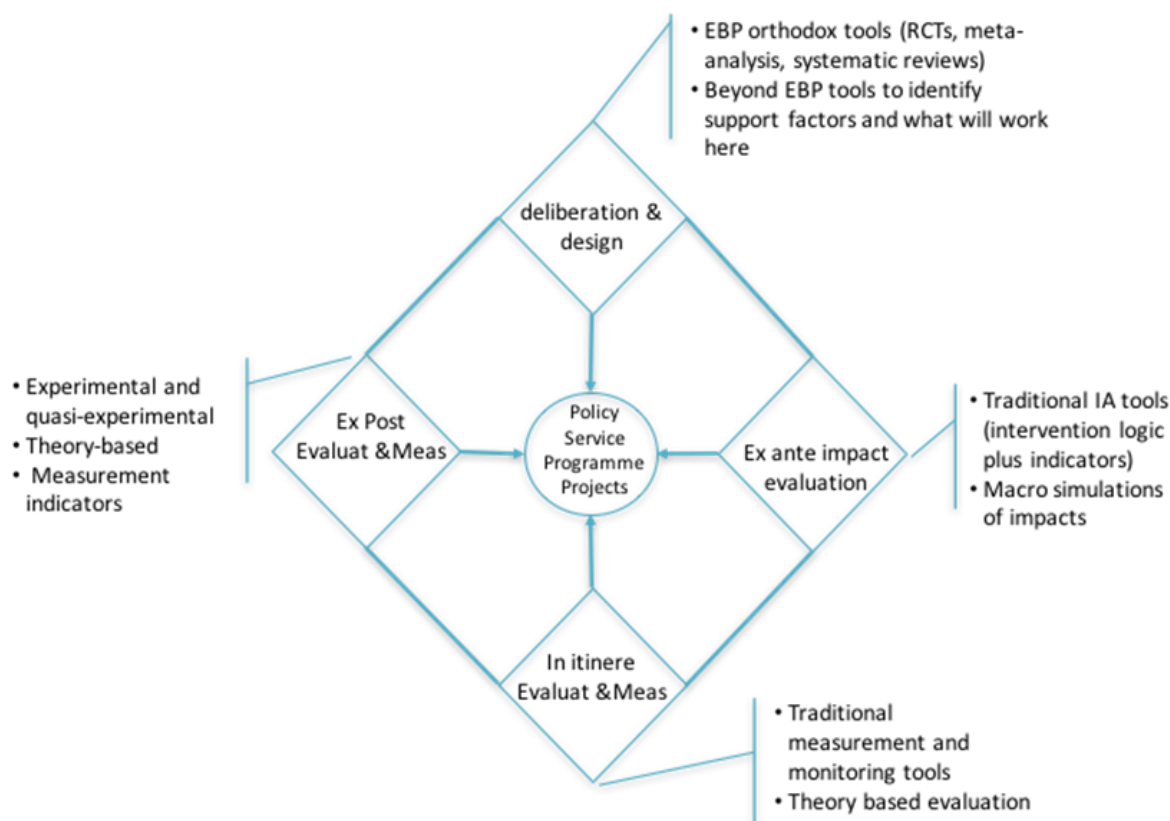 • EBP orthodox tools (RCTs, meta-
analysis, systematic reviews)
• Beyond EBP tools to identify
support factors and what will work
here
deliberation &
design
• Experimental and
quasi-experimental
• Theory-based
• Measurement
indicators
Ex Post
Evaluat &Meas
Policy
Service
Programme
Projects
Ex ante impact
evaluation
• Traditional IA tools
(intervention logic
plus indicators)
• Macro simulations
of impacts
In itinere
Evaluat &Meas
• Traditional
measurement and
monitoring tools
• Theory based evaluation